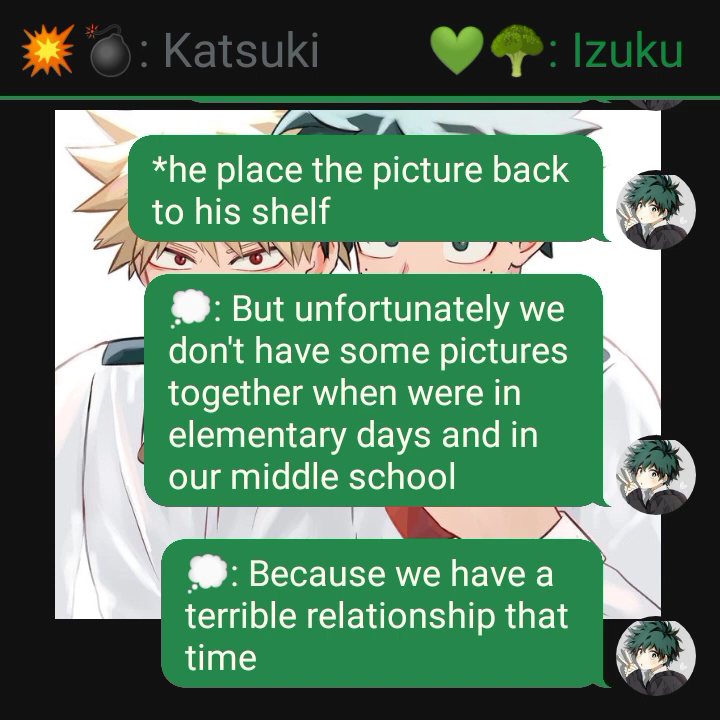 💥💣: Katsuki 💚🥦: Izuku
*he place the picture back
to his shelf
💭: But unfortunately we
don't have some pictures
together when were in
elementary days and in
our middle school
💭: Because we have a
terrible relationship that
time